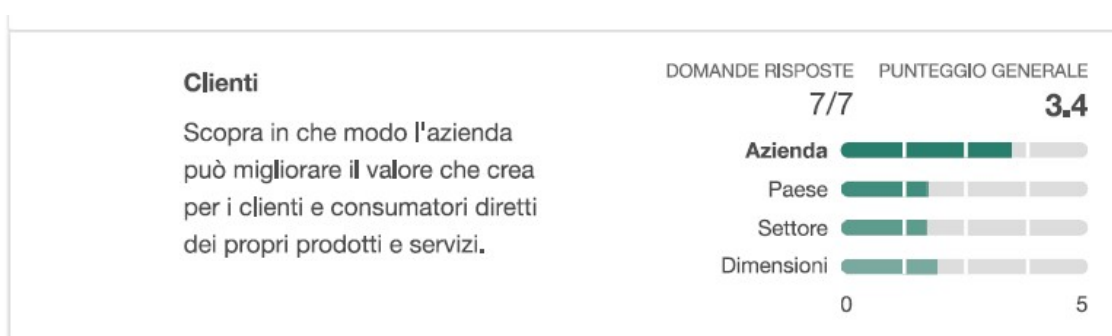 Clienti
Scopra in che modo l'azienda
può migliorare il valore che crea
per i clienti e consumatori diretti
dei propri prodotti e servizi.
DOMANDE RISPOSTE PUNTEGGIO GENERALE
7/7 3.4
Azienda
Paese
Settore
Dimensioni
0 5